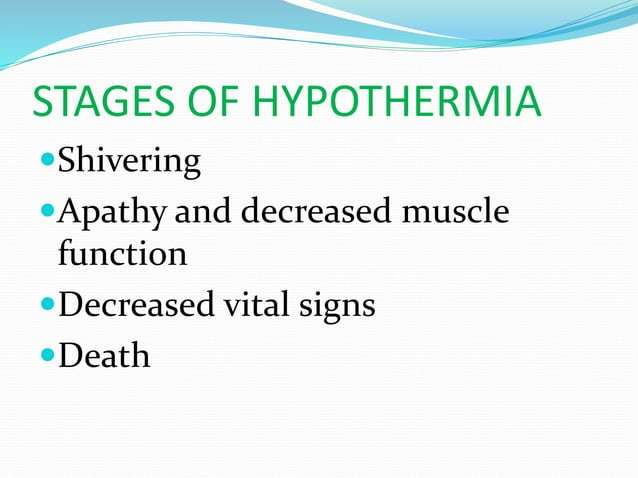 STAGES OF HYPOTHERMIA
Shivering
Apathy and decreased muscle
function
Decreased vital signs
Death